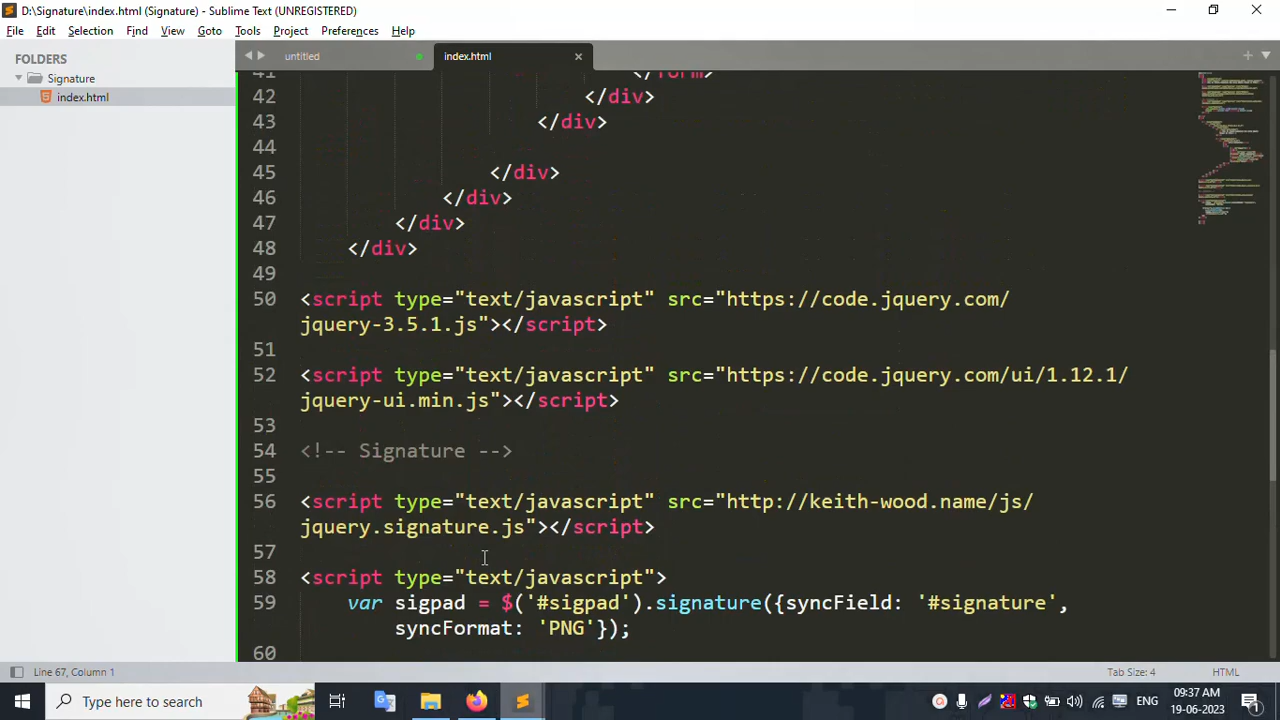 D:\Signature\index.html (Signature) - Sublime Text (UNREGISTERED)
File Edit Selection Find View Goto Tools Project Preferences Help
FOLDERS
Signature
index.html
untitled
index.html
41 </form>
42 </div>
43 </div>
44
45 </div>
46 </div>
47 </div>
48 </div>
49
50 <script type="text/javascript" src="https://code.jquery.com/
jquery-3.5.1.js"></script>
51
52 <script type="text/javascript" src="https://code.jquery.com/ui/1.12.1/
jquery-ui.min.js"></script>
53
54 <!-- Signature -->
55
56 <script type="text/javascript" src="http://keith-wood.name/js/
jquery.signature.js"></script>
57
58 <script type="text/javascript">
59 var sigpad = $('#sigpad').signature({syncField: '#signature',
syncFormat: 'PNG'});
60
Line 67, Column 1
Tab Size: 4
HTML
Type here to search
ENG
09:37 AM
19-06-2023